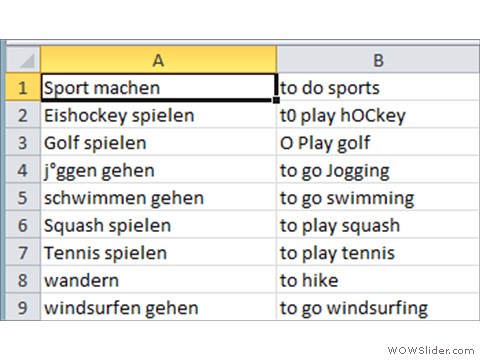 A B
1 Sport machen to do sports
2 Eishockey spielen t0 play hOCkey
3 Golf spielen O Play golf
4 j°ggen gehen to go Jogging
5 schwimmen gehen to go swimming
6 Squash spielen to play squash
7 Tennis spielen to play tennis
8 wandern to hike
9 windsurfen gehen to go windsurfing
WOWSlider.com